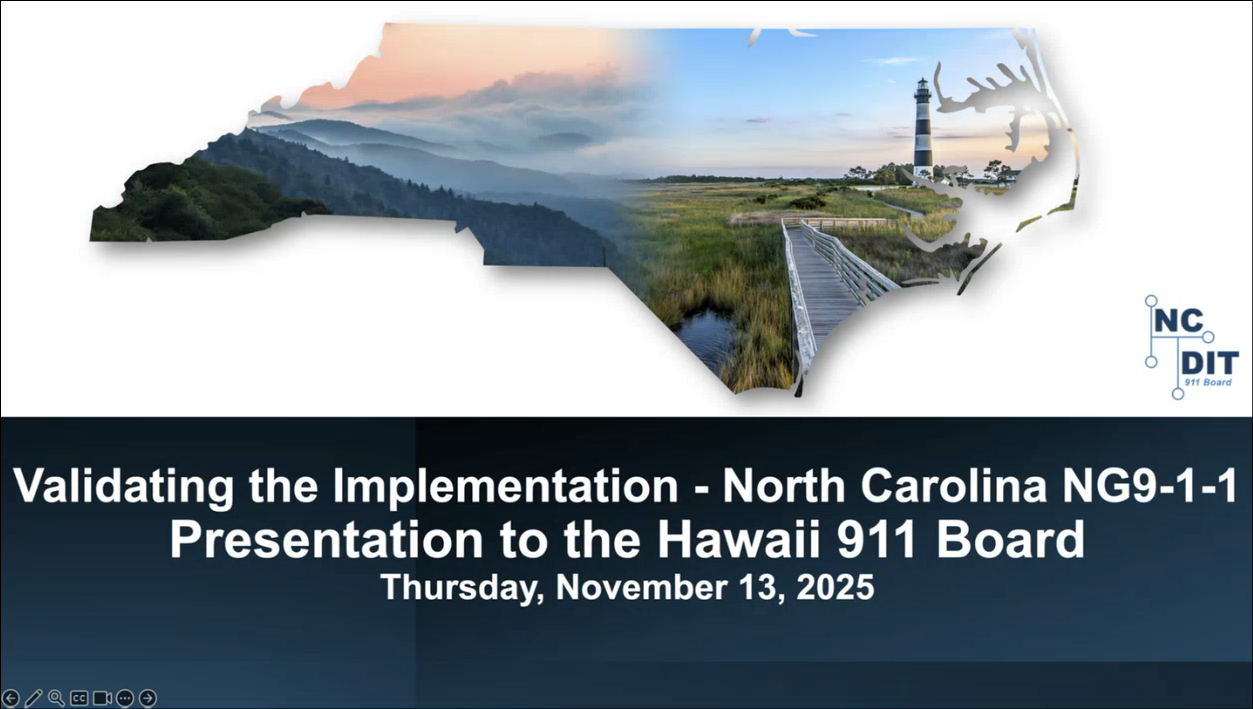 NC
DIT
911 Board
Validating the Implementation - North Carolina NG9-1-1
Presentation to the Hawaii 911 Board
Thursday, November 13, 2025
CC